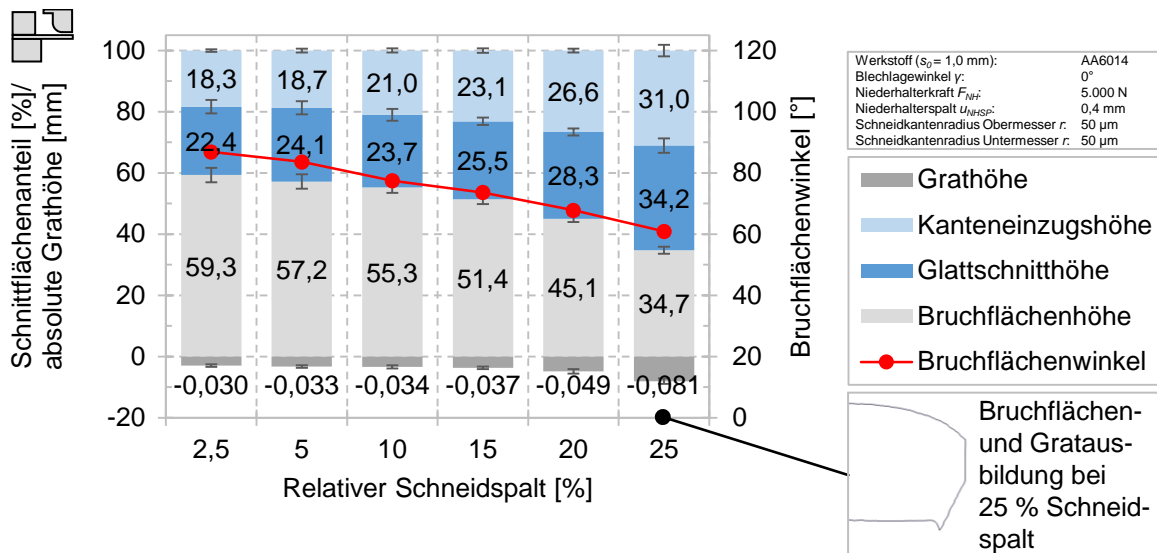 Schnittflächenanteil [%]/
absolute Grathöhe [mm]
100
80
60
40
20
0
-20
18,3 18,7 21,0 23,1 26,6 31,0
22,4 24,1 23,7 25,5 28,3 34,2
59,3 57,2 55,3 51,4 45,1 34,7
-0,030 -0,033 -0,034 -0,037 -0,049 -0,081
2,5 5 10 15 20 25
Relativer Schneidspalt [%]
120
100
80
60
40
20
0
Bruchflächenwinkel [°]
Werkstoff (s0 = 1,0 mm): AA6014
Blechlagewinkel γ: 0°
Niederhalterkraft FNH: 5.000 N
Niederhalterspalt uNHSP: 0,4 mm
Schneidkantenradius Obermesser r: 50 µm
Schneidkantenradius Untermesser r: 50 µm
Grathöhe
Kanteneinzugshöhe
Glattschnitthöhe
Bruchflächenhöhe
Bruchflächenwinkel
Bruchflächen-
und Gratаus-
bildung bei
25 % Schneid-
spalt